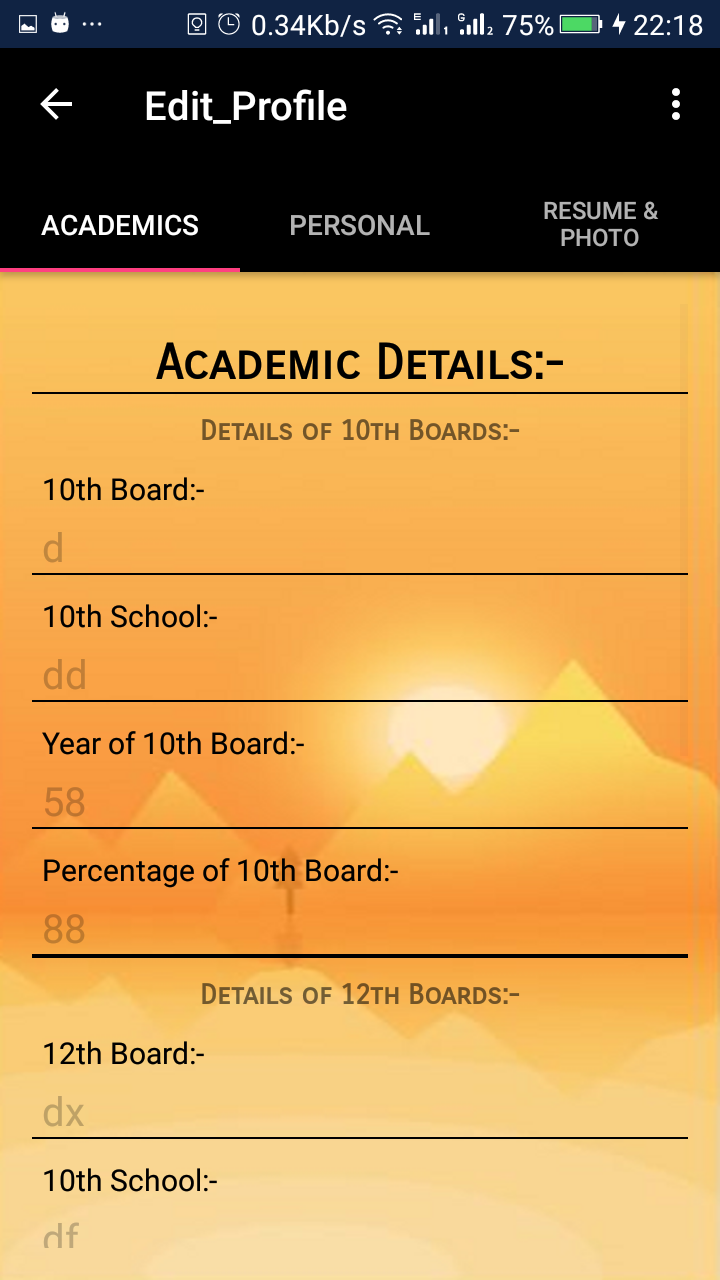 0.34Kb/s E 1 G 2 75% 22:18
Edit_Profile
ACADEMICS PERSONAL RESUME &
PHOTO
Academic Details:-
Details of 10th Boards:-
10th Board:-
d
10th School:-
dd
Year of 10th Board:-
58
Percentage of 10th Board:-
88
Details of 12th Boards:-
12th Board:-
dx
10th School:-
df